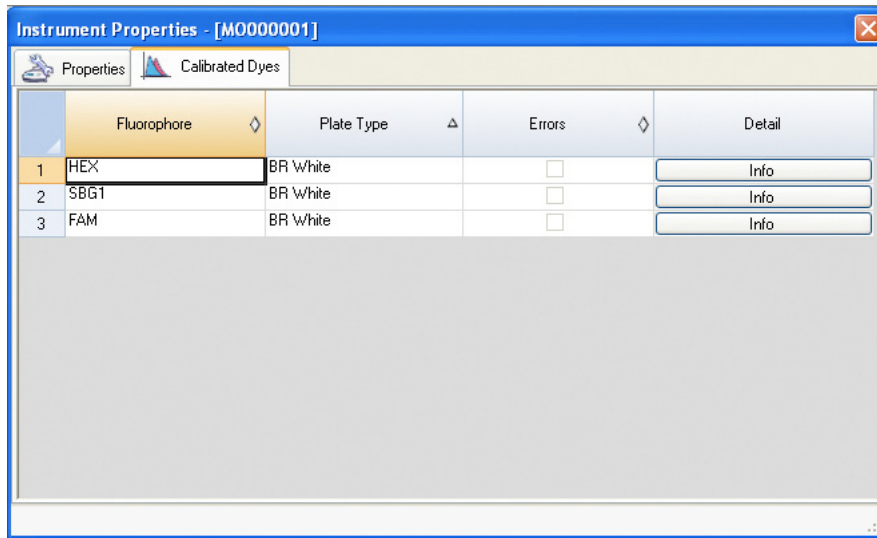 Instrument Properties - [MO000001]
Properties Calibrated Dyes
Fluorophore Plate Type Errors Detail
1 HEX BR White Info
2 SBG1 BR White Info
3 FAM BR White Info